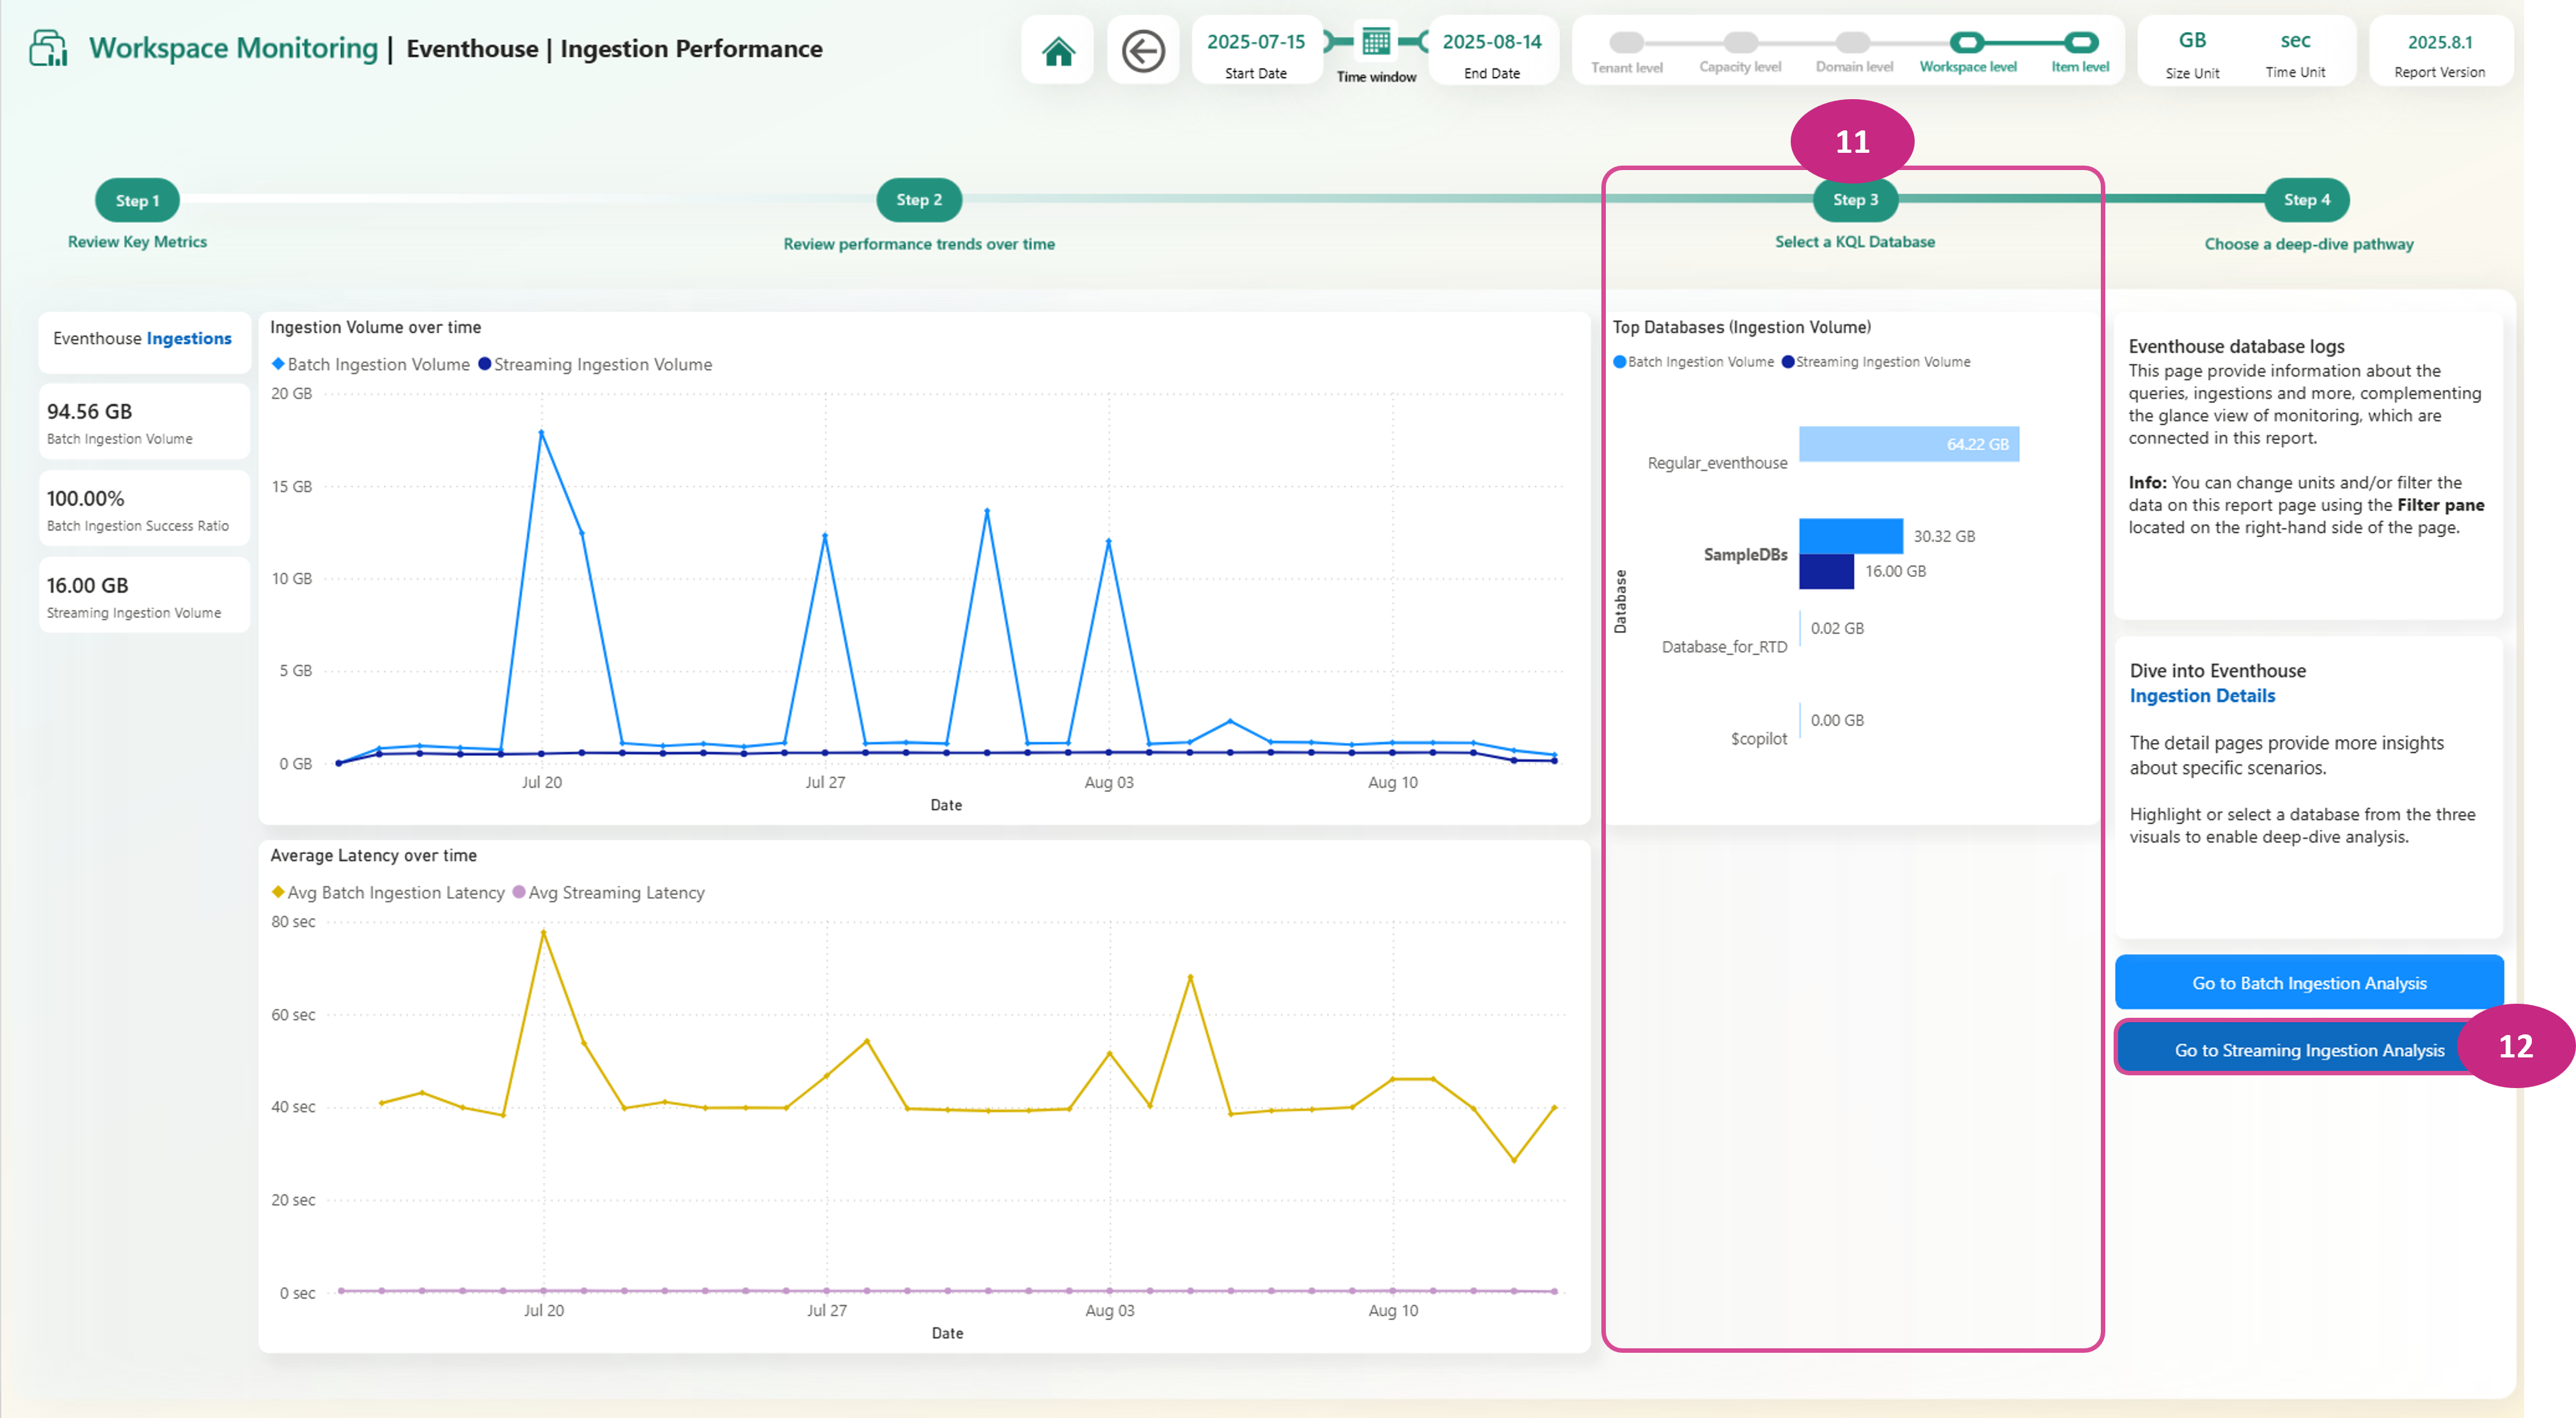 Workspace Monitoring | Eventhouse | Ingestion Performance
2025-07-15
Start Date
Time window
2025-08-14
End Date
Tenant level
Capacity level
Domain level
Workspace level
Item level
GB
Size Unit
sec
Time Unit
2025.8.1
Report Version
11
Step 1
Review Key Metrics
Step 2
Review performance trends over time
Step 3
Select a KQL Database
Step 4
Choose a deep-dive pathway
Eventhouse Ingestions
94.56 GB
Batch Ingestion Volume
100.00%
Batch Ingestion Success Ratio
16.00 GB
Streaming Ingestion Volume
Ingestion Volume over time
Batch Ingestion Volume
Streaming Ingestion Volume
20 GB
15 GB
10 GB
5 GB
0 GB
Jul 20
Jul 27
Aug 03
Aug 10
Date
Average Latency over time
Avg Batch Ingestion Latency
Avg Streaming Latency
80 sec
60 sec
40 sec
20 sec
0 sec
Jul 20
Jul 27
Aug 03
Aug 10
Date
Top Databases (Ingestion Volume)
Batch Ingestion Volume
Streaming Ingestion Volume
Database
Regular_eventhouse
64.22 GB
SampleDBs
30.32 GB
16.00 GB
Database_for_RTD
0.02 GB
$copilot
0.00 GB
Eventhouse database logs
This page provide information about the
queries, ingestions and more, complementing
the glance view of monitoring, which are
connected in this report.
Info: You can change units and/or filter the
data on this report page using the Filter pane
located on the right-hand side of the page.
Dive into Eventhouse
Ingestion Details
The detail pages provide more insights
about specific scenarios.
Highlight or select a database from the three
visuals to enable deep-dive analysis.
Go to Batch Ingestion Analysis
Go to Streaming Ingestion Analysis
12